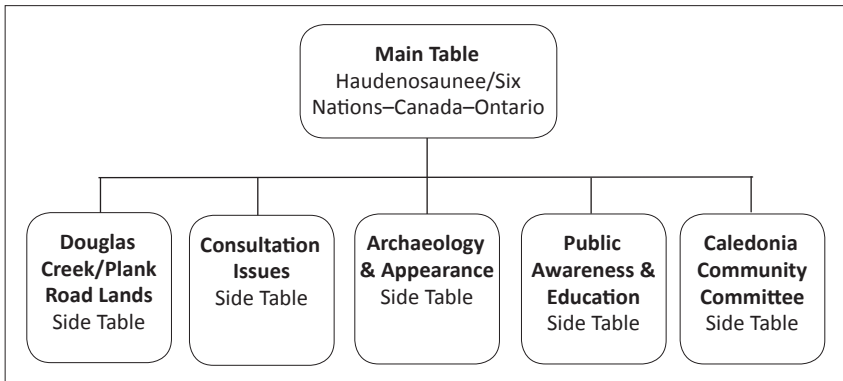 Main Table
Haudenosaunee/Six
Nations–Canada–Ontario
Douglas
Creek/Plank
Road Lands
Side Table
Consultation
Issues
Side Table
Archaeology
& Appearance
Side Table
Public
Awareness &
Education
Side Table
Caledonia
Community
Committee
Side Table